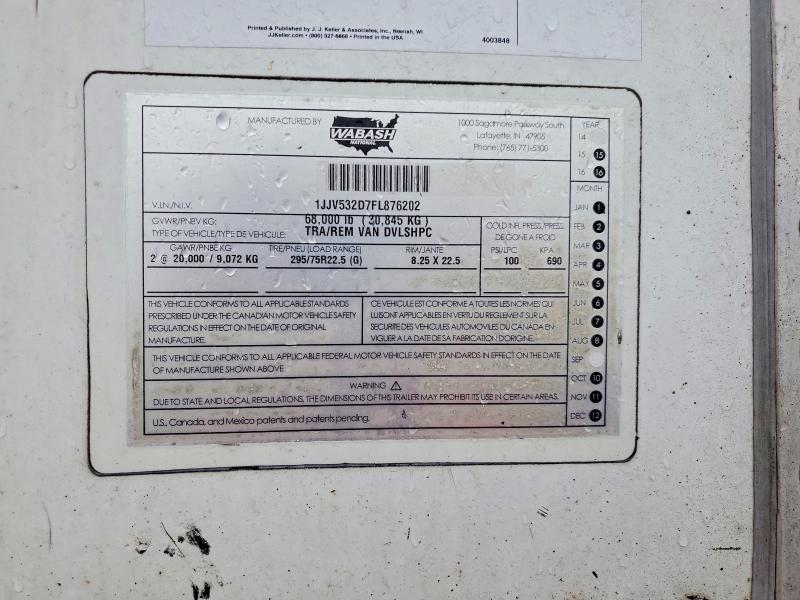 Printed & Published by J. J. Keller & Associates, Inc., Neenah, WI
JJKeller.com • (800) 327-6868 • Printed in the USA
4003848
MANUFACTURED BY
WABASH
NATIONAL
1000 Sagamore Parkway South
Lafayette, IN 47905
Phone: (765) 771-5300
YEAR
14
15 15
16 16
MONTH
V.I.N./N.I.V. 1JJV532D7FL876202
GVWR/PNBV KG: 68,000 lb ( 30,845 KG )
TYPE OF VEHICLE/TYPE DE VEHICULE: TRA/REM VAN DVLSHPC
GAWR/PNBE KG
2 @ 20,000 / 9,072 KG
TIRE/PNEU (LOAD RANGE)
295/75R22.5 (G)
RIM/JANTE
8.25 X 22.5
COLD INFL PRESS/PRESS
DE GONE A FROID
PSI/LPC KPA
100 690
JAN 1
FEB 2
MAR 3
APR 4
MAY 5
JUN 6
JUL 7
AUG 8
SEP
OCT 10
NOV 11
DEC 12
THIS VEHICLE CONFORMS TO ALL APPLICABLE STANDARDS
PRESCRIBED UNDER THE CANADIAN MOTOR VEHICLE SAFETY
REGULATIONS IN EFFECT ON THE DATE OF ORIGINAL
MANUFACTURE.
CE VEHICULE EST CONFORME A TOUTES LES NORMES QUI
LUI SONT APPLICABLES EN VERTU DU REGLEMENT SUR LA
SECURITE DES VEHICULES AUTOMOBILES DU CANADA EN
VIGUER A LA DATE DE SA FABRICATION D'ORIGINE.
THIS VEHICLE CONFORMS TO ALL APPLICABLE FEDERAL MOTOR VEHICLE SAFETY STANDARDS IN EFFECT ON THE DATE
OF MANUFACTURE SHOWN ABOVE
WARNING ⚠
DUE TO STATE AND LOCAL REGULATIONS, THE DIMENSIONS OF THIS TRAILER MAY PROHIBIT ITS USE IN CERTAIN AREAS.
U.S., Canada, and Mexico patents and patents pending.